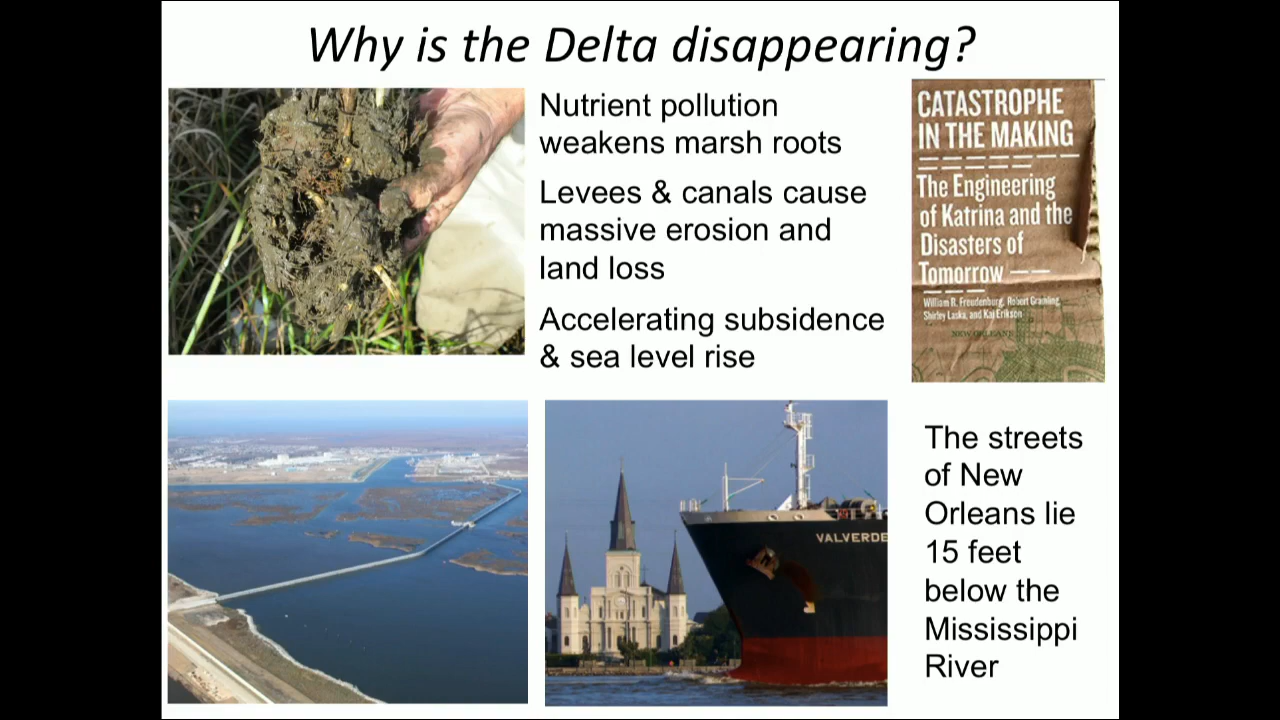 Why is the Delta disappearing?
Nutrient pollution
weakens marsh roots
Levees & canals cause
massive erosion and
land loss
Accelerating subsidence
& sea level rise
CATASTROPHE
IN THE MAKING
The Engineering
of Katrina and the
Disasters of
Tomorrow
William R. Freudenburg, Robert Gramling,
Shirley Laska, and Kai Erikson
NEW ORLEANS
VALVERDE
The streets
of New
Orleans lie
15 feet
below the
Mississippi
River